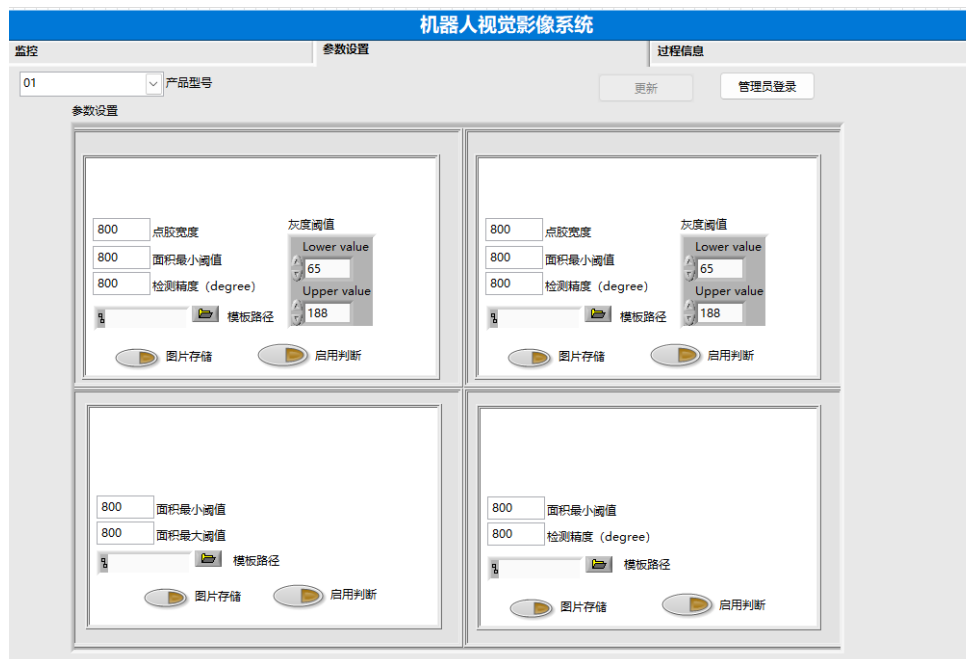 机器人视觉影像系统
监控 参数设置 过程信息
01 产品型号 更新 管理员登录
参数设置
灰度阈值 灰度阈值
800 点胶宽度 Lower value 800 点胶宽度 Lower value
800 面积最小阈值 65 800 面积最小阈值 65
800 检测精度（degree） Upper value 800 检测精度（degree） Upper value
模板路径 188 模板路径 188
图片存储 启用判断 图片存储 启用判断
800 面积最小阈值 800 面积最小阈值
800 面积最大阈值 800 检测精度（degree）
模板路径 模板路径
图片存储 启用判断 图片存储 启用判断